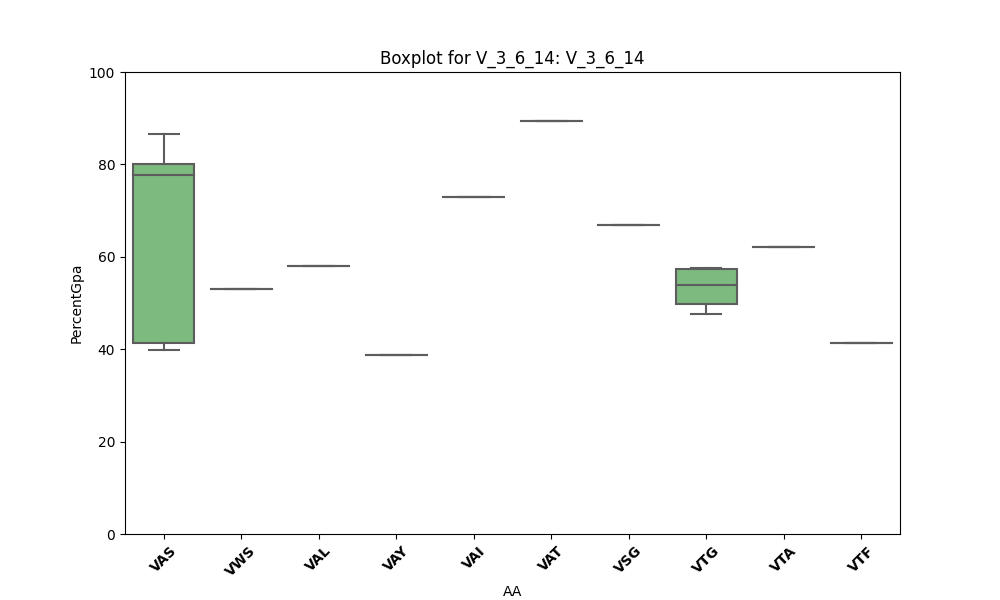 Boxplot for V_3_6_14: V_3_6_14
100
80
60
40
20
0
PercentGpa
VAS
VWS
VAL
VAY
VAI
VAT
VSG
VTG
VTA
VTF
AA